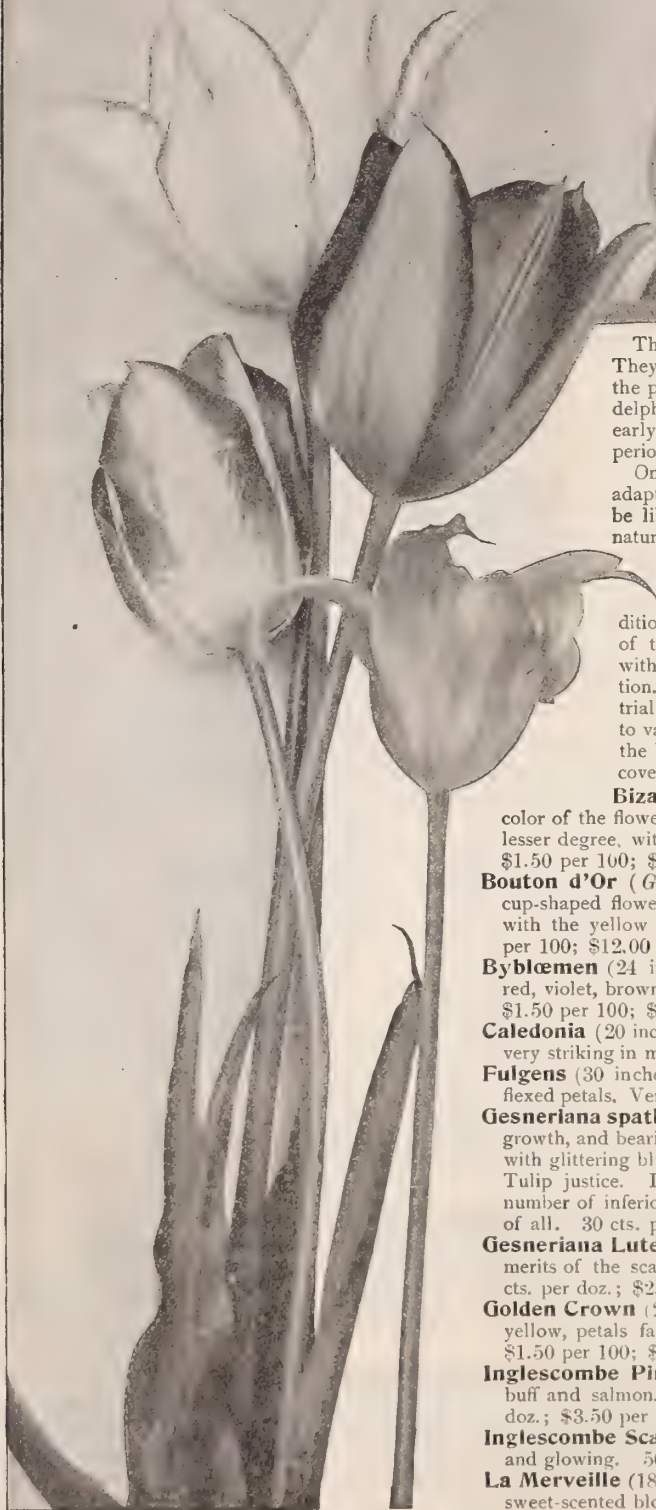 Th
They
the p
delph
early
perio
On
adapt
be lil
natur
ditio
of t
with
tion.
trial
to va
the
cove
Biza
color of the flowe
lesser degree, wit
$1.50 per 100; $
Bouton d'Or (G
cup-shaped flowe
with the yellow
per 100; $12.00
Byblœmen (24 i
red, violet, brown
$1.50 per 100; $
Caledonia (20 inc
very striking in m
Fulgens (30 inche
flexed petals. Ve
Gesneriana spatl
growth, and beari
with glittering bl
Tulip justice. I
number of inferio
of all. 30 cts. p
Gesneriana Lute
merits of the sca
cts. per doz.; $2.
Golden Crown (
yellow, petals fa
$1.50 per 100; $
Inglescombe Pin
buff and salmon.
doz.; $3.50 per
Inglescombe Sca
and glowing. 50
La Merveille (18
sweet-scented blo